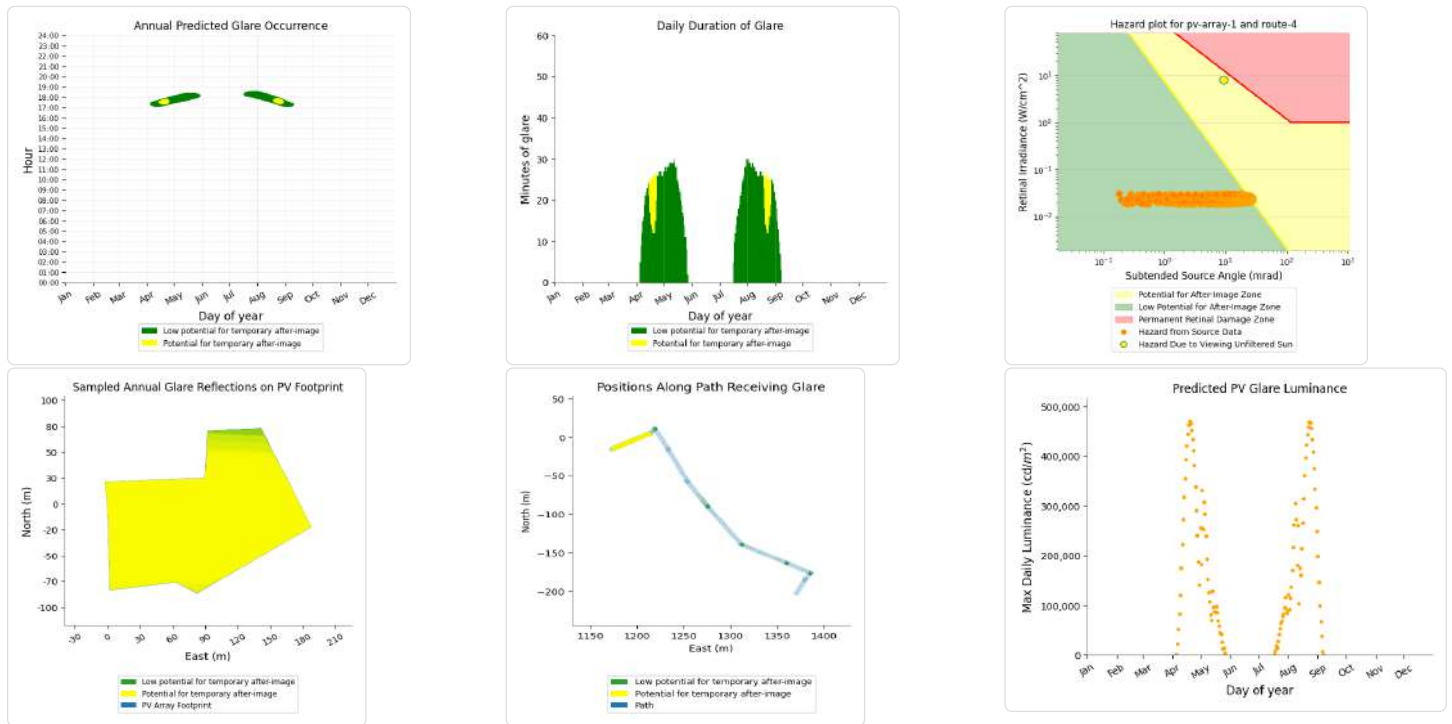 Annual Predicted Glare Occurrence
Hour
24:00
23:00
22:00
21:00
20:00
19:00
18:00
17:00
16:00
15:00
14:00
13:00
12:00
11:00
10:00
09:00
08:00
07:00
06:00
05:00
04:00
03:00
02:00
01:00
00:00
Jan Feb Mar Apr May Jun Jul Aug Sep Oct Nov Dec
Day of year
Low potential for temporary after-image
Potential for temporary after-image
Daily Duration of Glare
Minutes of glare
60
50
40
30
20
10
0
Jan Feb Mar Apr May Jun Jul Aug Sep Oct Nov Dec
Day of year
Low potential for temporary after-image
Potential for temporary after-image
Hazard plot for pv-array-1 and route-4
Retinal Irradiance (W/cm^2)
10¹
10⁰
10⁻¹
10⁻²
10⁻¹ 10⁰ 10¹ 10² 10³
Subtended Source Angle (mrad)
Potential for After-Image Zone
Low Potential for After-Image Zone
Permanent Retinal Damage Zone
Hazard from Source Data
Hazard Due to Viewing Unfiltered Sun
Sampled Annual Glare Reflections on PV Footprint
North (m)
100
80
50
30
0
-20
-50
-70
-100
-30 0 30 60 90 120 150 180 210
East (m)
Low potential for temporary after-image
Potential for temporary after-image
PV Array Footprint
Positions Along Path Receiving Glare
North (m)
0
−50
−100
−150
−200
1150 1200 1250 1300 1350 1400
East (m)
Low potential for temporary after-image
Potential for temporary after-image
Path
Predicted PV Glare Luminance
Max Daily Luminance (cd/m²)
500,000
400,000
300,000
200,000
100,000
0
Jan Feb Mar Apr May Jun Jul Aug Sep Oct Nov Dec
Day of year